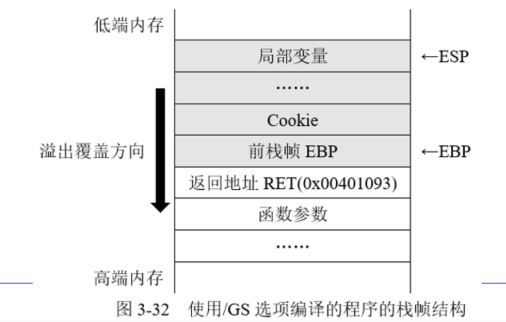 低端内存
局部变量
←ESP
······
Cookie
溢出覆盖方向
前栈帧 EBP
←EBP
返回地址 RET(0x00401093)
函数参数
······
高端内存
图 3-32 使用/GS 选项编译的程序的栈帧结构